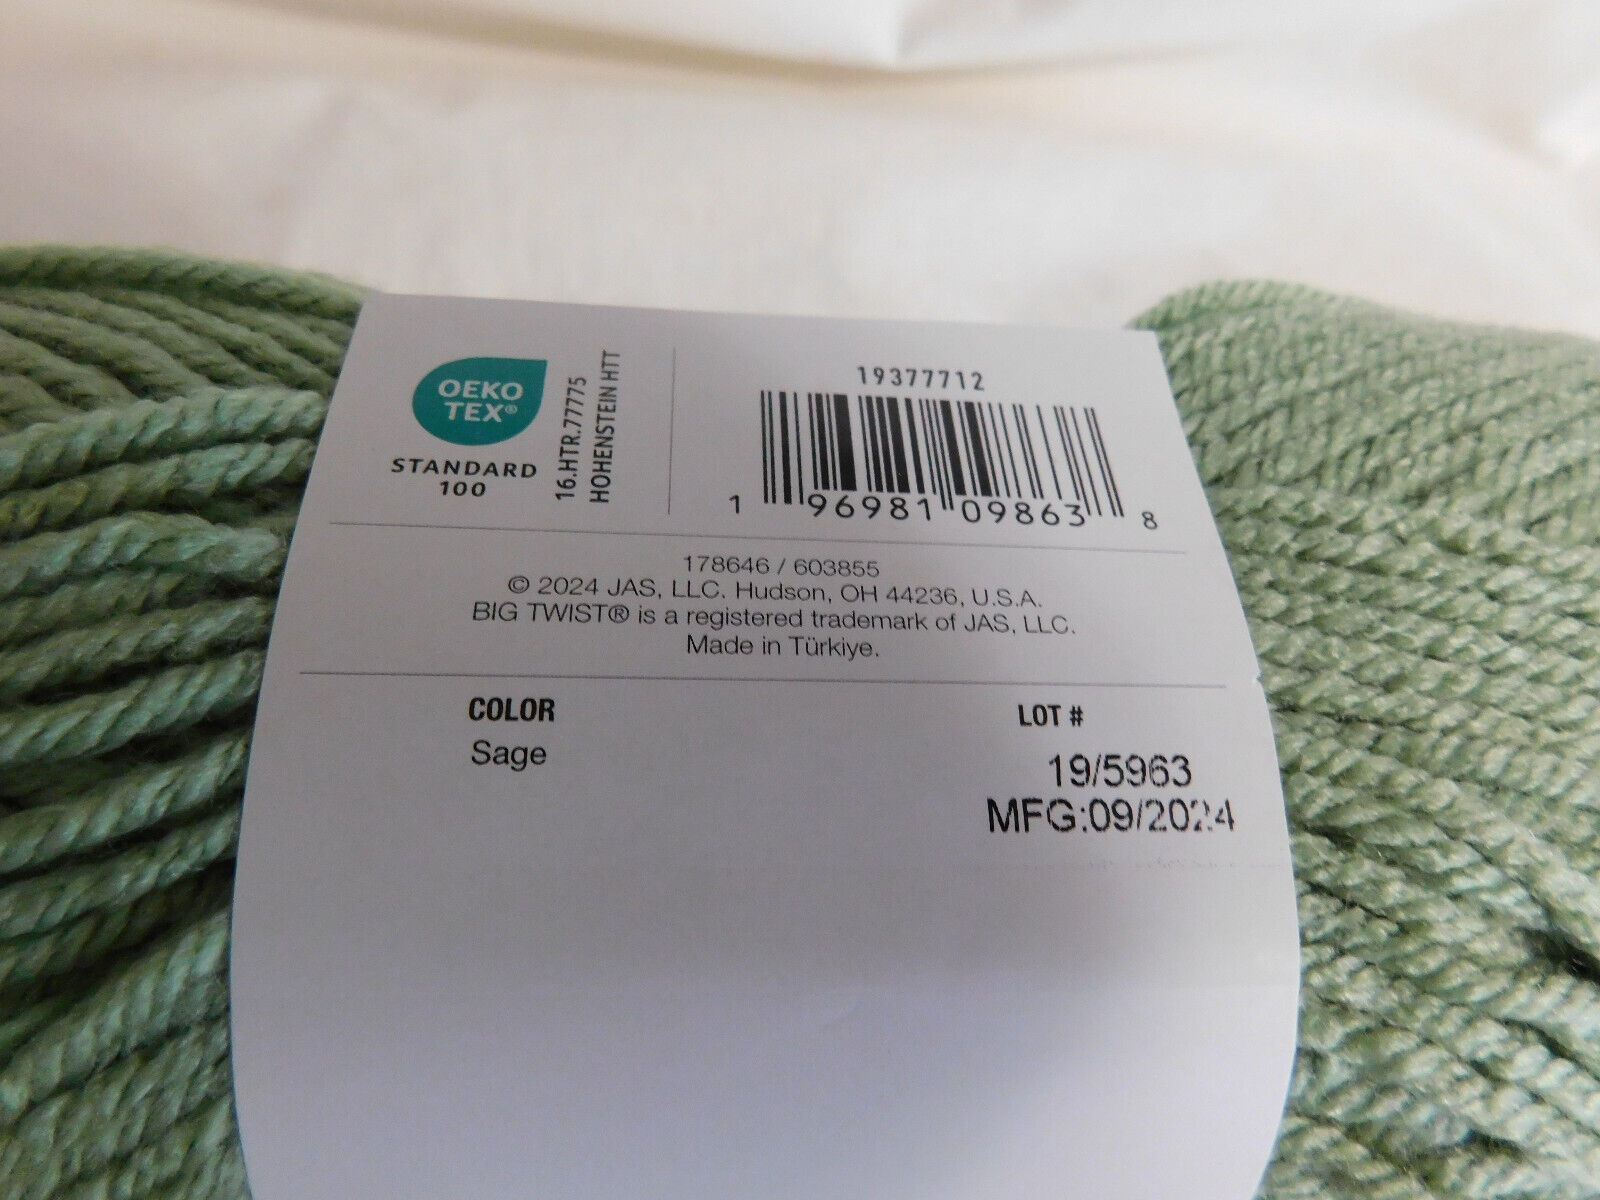 OEKO
TEX®
STANDARD
100
16.HTR.77775
HOHENSTEIN HTT
19377712
1 96981 09863 8
178646 / 603855
© 2024 JAS, LLC. Hudson, OH 44236, U.S.A.
BIG TWIST® is a registered trademark of JAS, LLC.
Made in Türkiye.
COLOR
Sage
LOT #
19/5963
MFG:09/2024